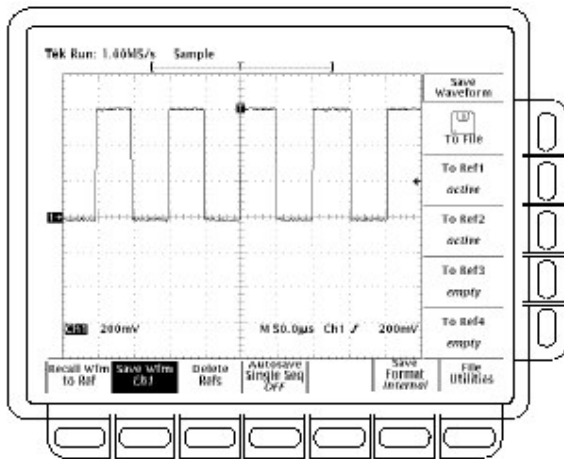 Tek Run: 1.00MS/s Sample
T
Save Waveform
To File
To Ref1
active
To Ref2
active
To Ref3
empty
To Ref4
empty
1
Ch1 200mV M 50.0µs Ch1 200mV
Recall Wfm to Ref
Save Wfm Ch1
Delete Refs
Autosave Single Seq OFF
Save Format Internal
File Utilities